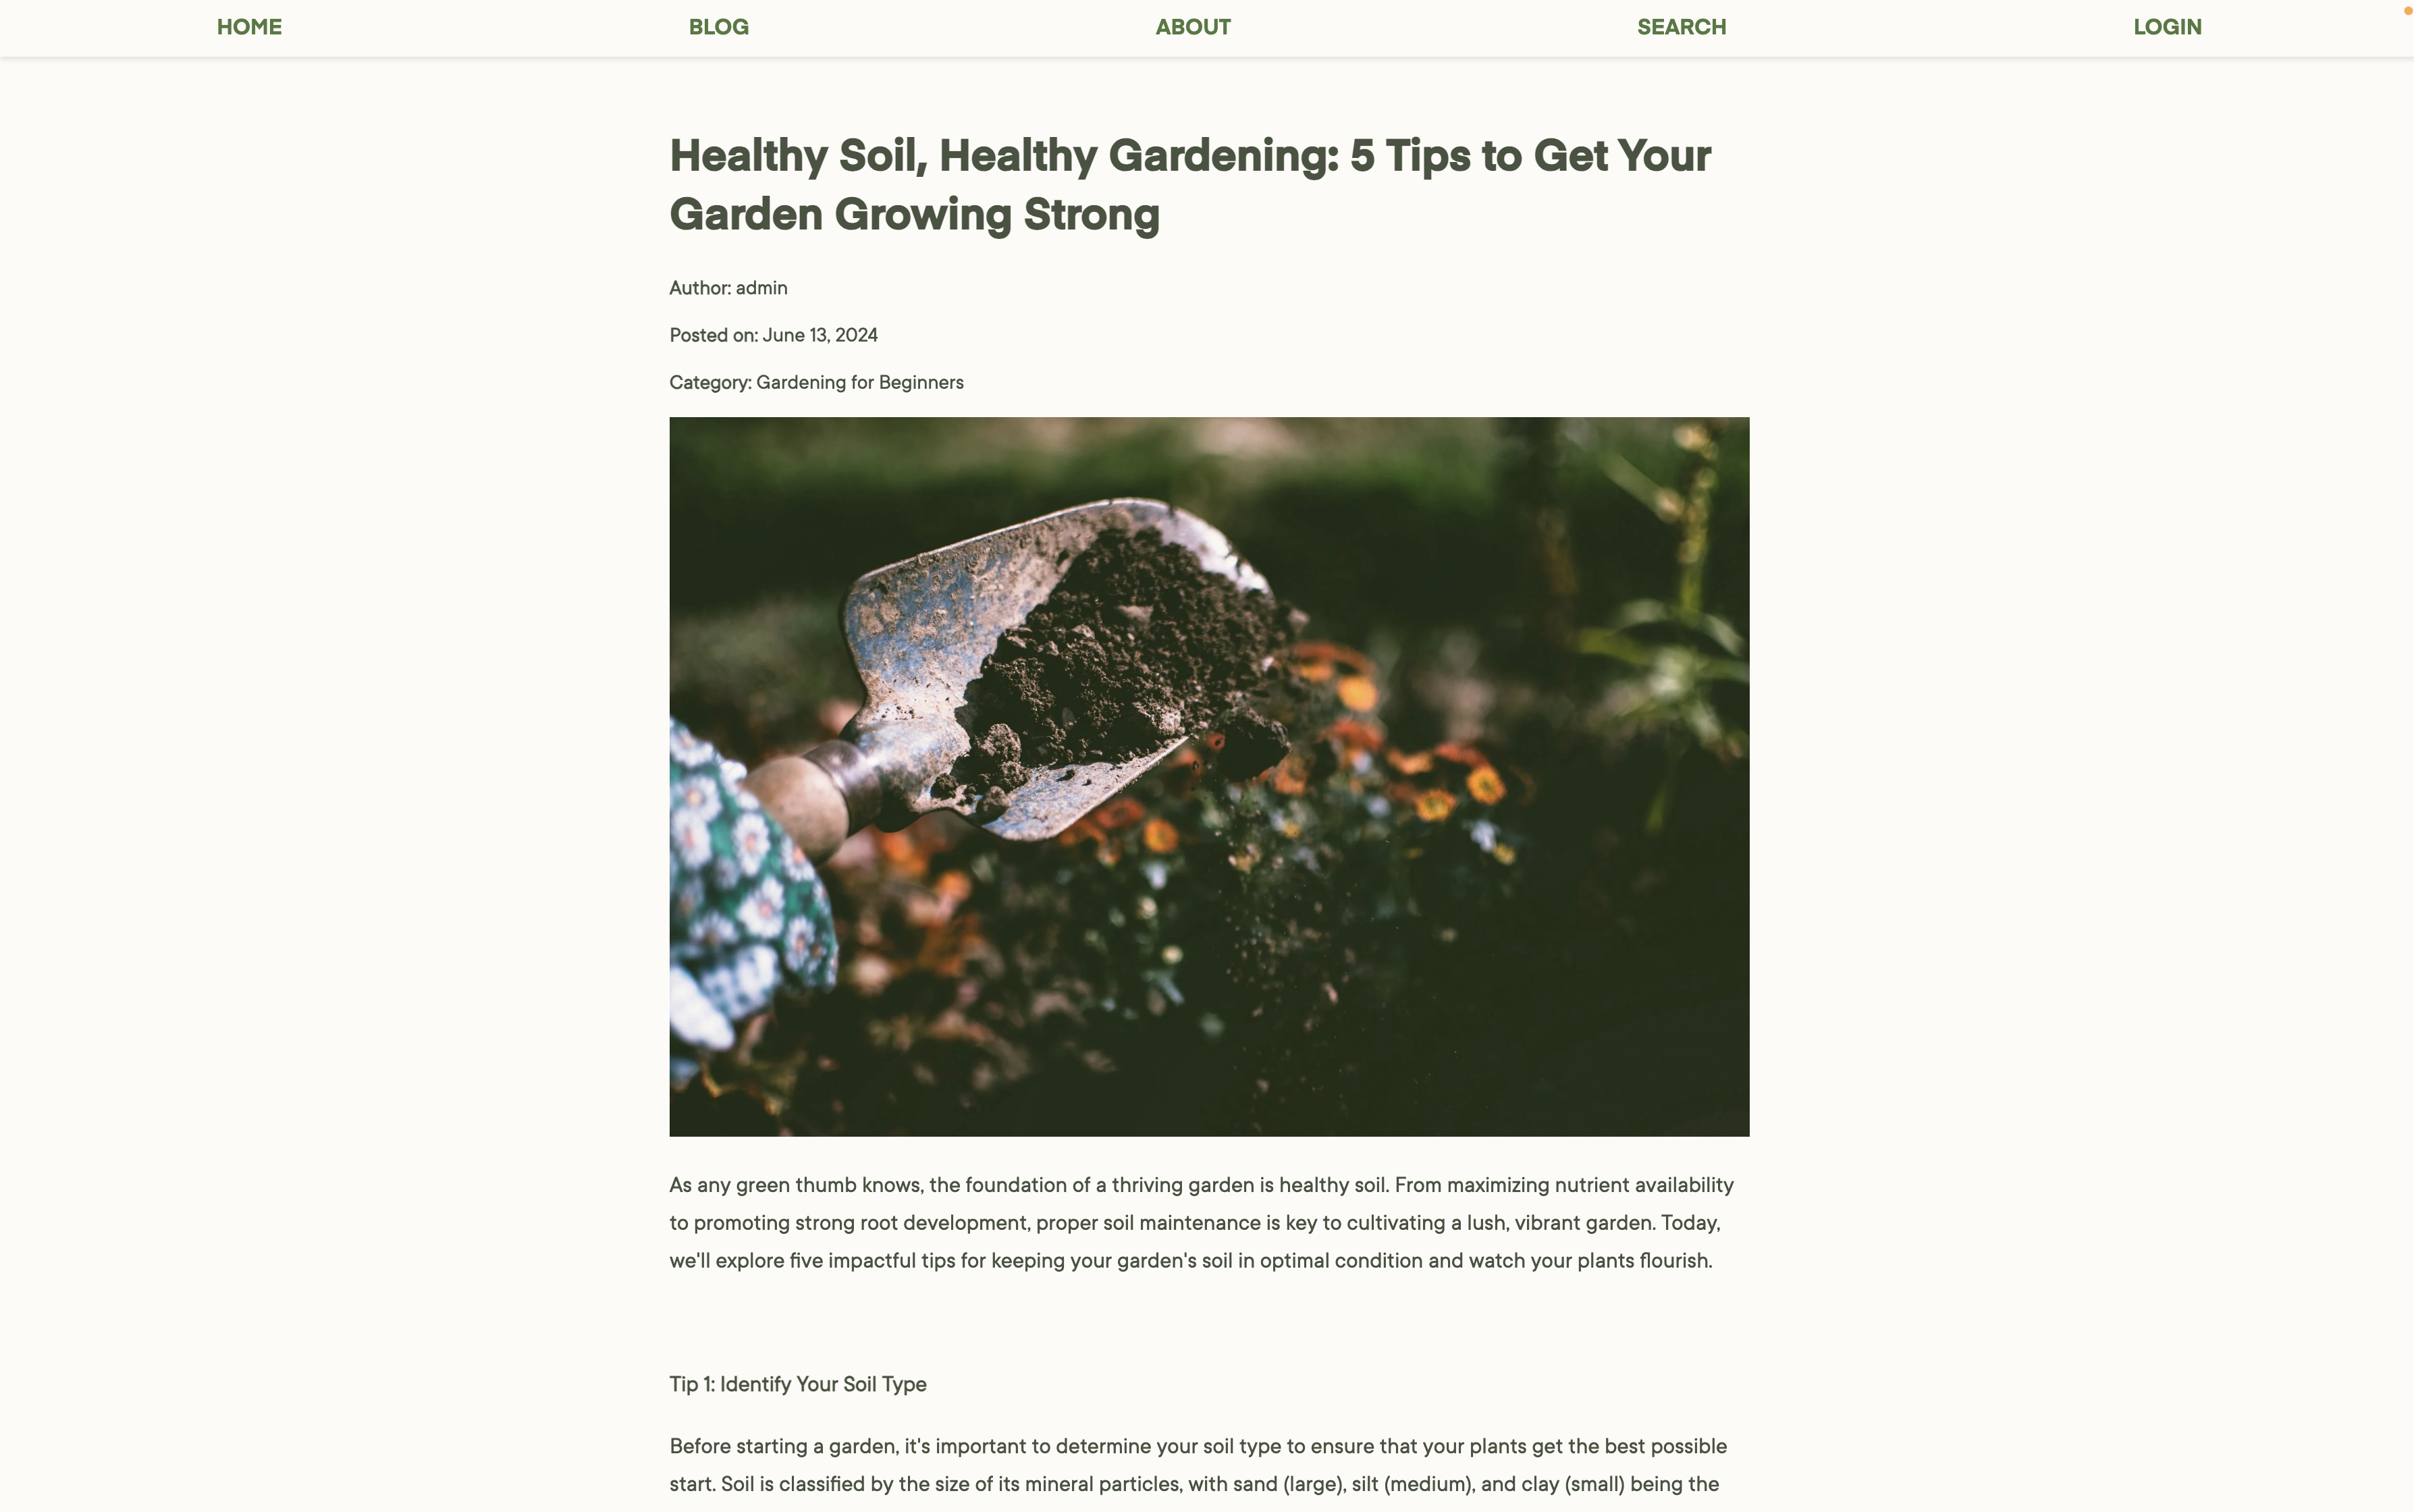 HOME BLOG ABOUT SEARCH LOGIN
Healthy Soil, Healthy Gardening: 5 Tips to Get Your
Garden Growing Strong
Author: admin
Posted on: June 13, 2024
Category: Gardening for Beginners
As any green thumb knows, the foundation of a thriving garden is healthy soil. From maximizing nutrient availability
to promoting strong root development, proper soil maintenance is key to cultivating a lush, vibrant garden. Today,
we'll explore five impactful tips for keeping your garden's soil in optimal condition and watch your plants flourish.
Tip 1: Identify Your Soil Type
Before starting a garden, it's important to determine your soil type to ensure that your plants get the best possible
start. Soil is classified by the size of its mineral particles, with sand (large), silt (medium), and clay (small) being the